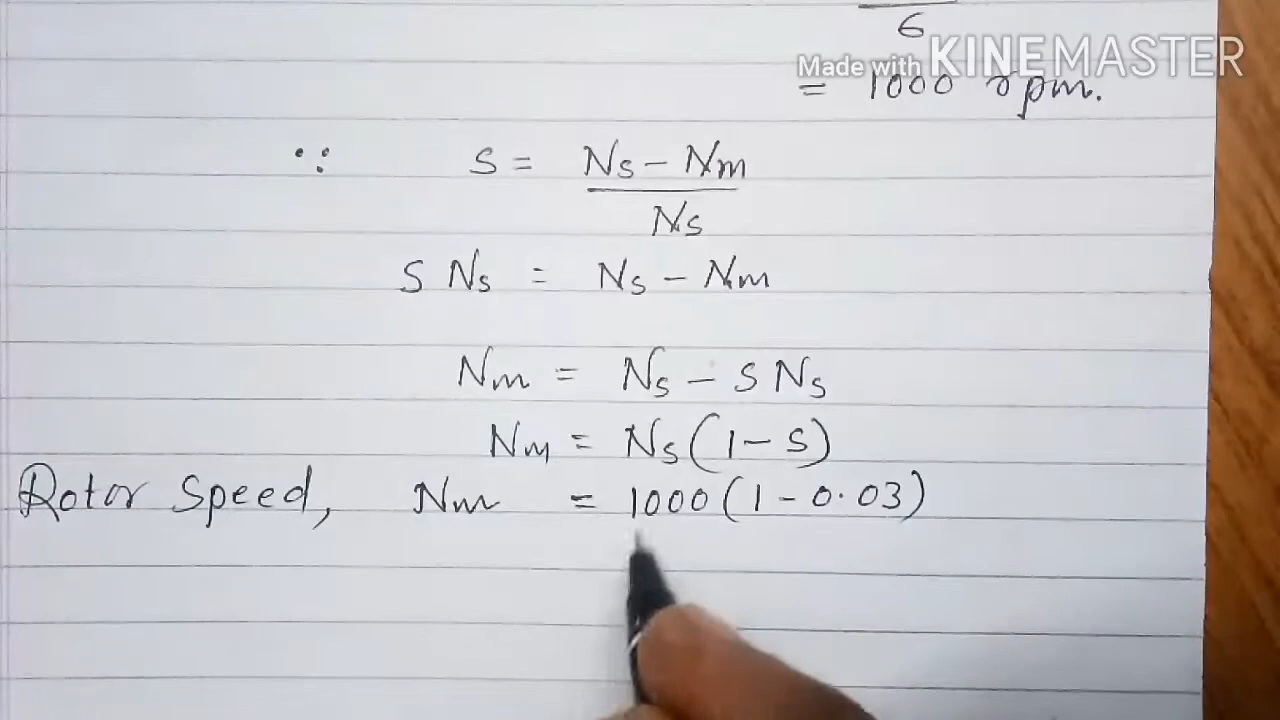 6
Made with KINEMASTER
= 1000 rpm.
∵ S = Ns - Nm
Ns
S Ns = Ns - Nm
Nm = Ns - S Ns
Nm = Ns (1 - S)
Rotor Speed, Nm = 1000 (1 - 0.03)